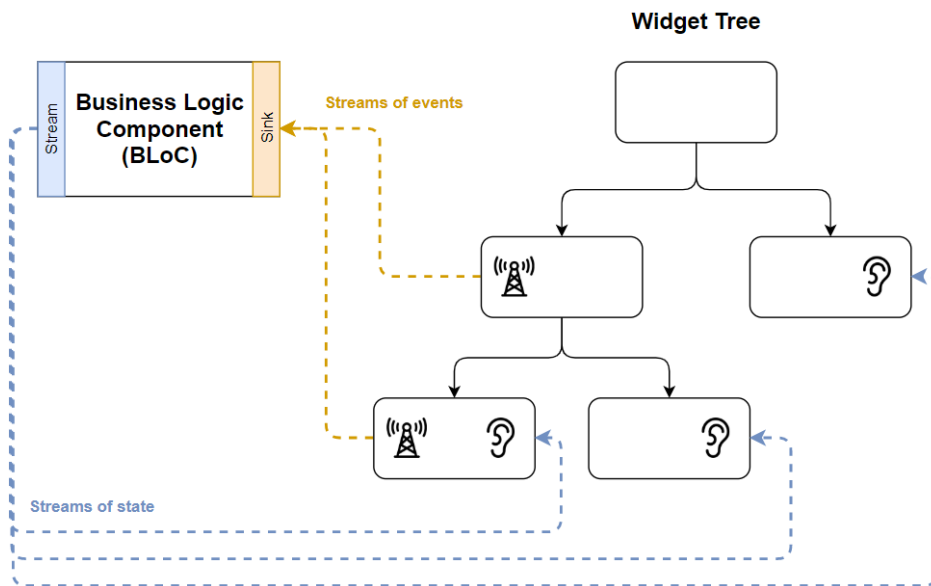 Widget Tree
Stream
Business Logic
Component
(BLoC)
Sink
Streams of events
Streams of state